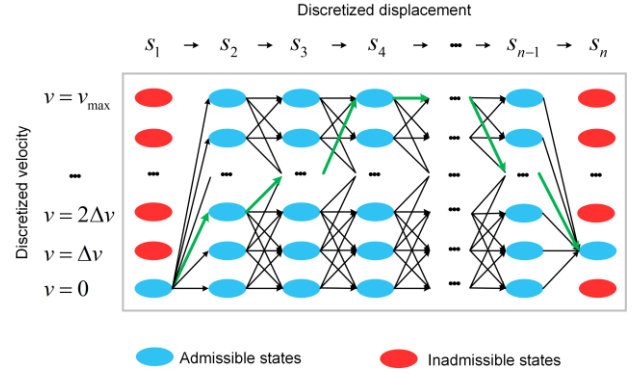 Discretized displacement
s₁ → s₂ → s₃ → s₄ → ••• → sₙ₋₁ → sₙ
Discretized velocity
v = vₘₐₓ •••
••• ••• ••• ••• ••• •••
v = 2Δv
v = Δv
v = 0 •••
Admissible states Inadmissible states